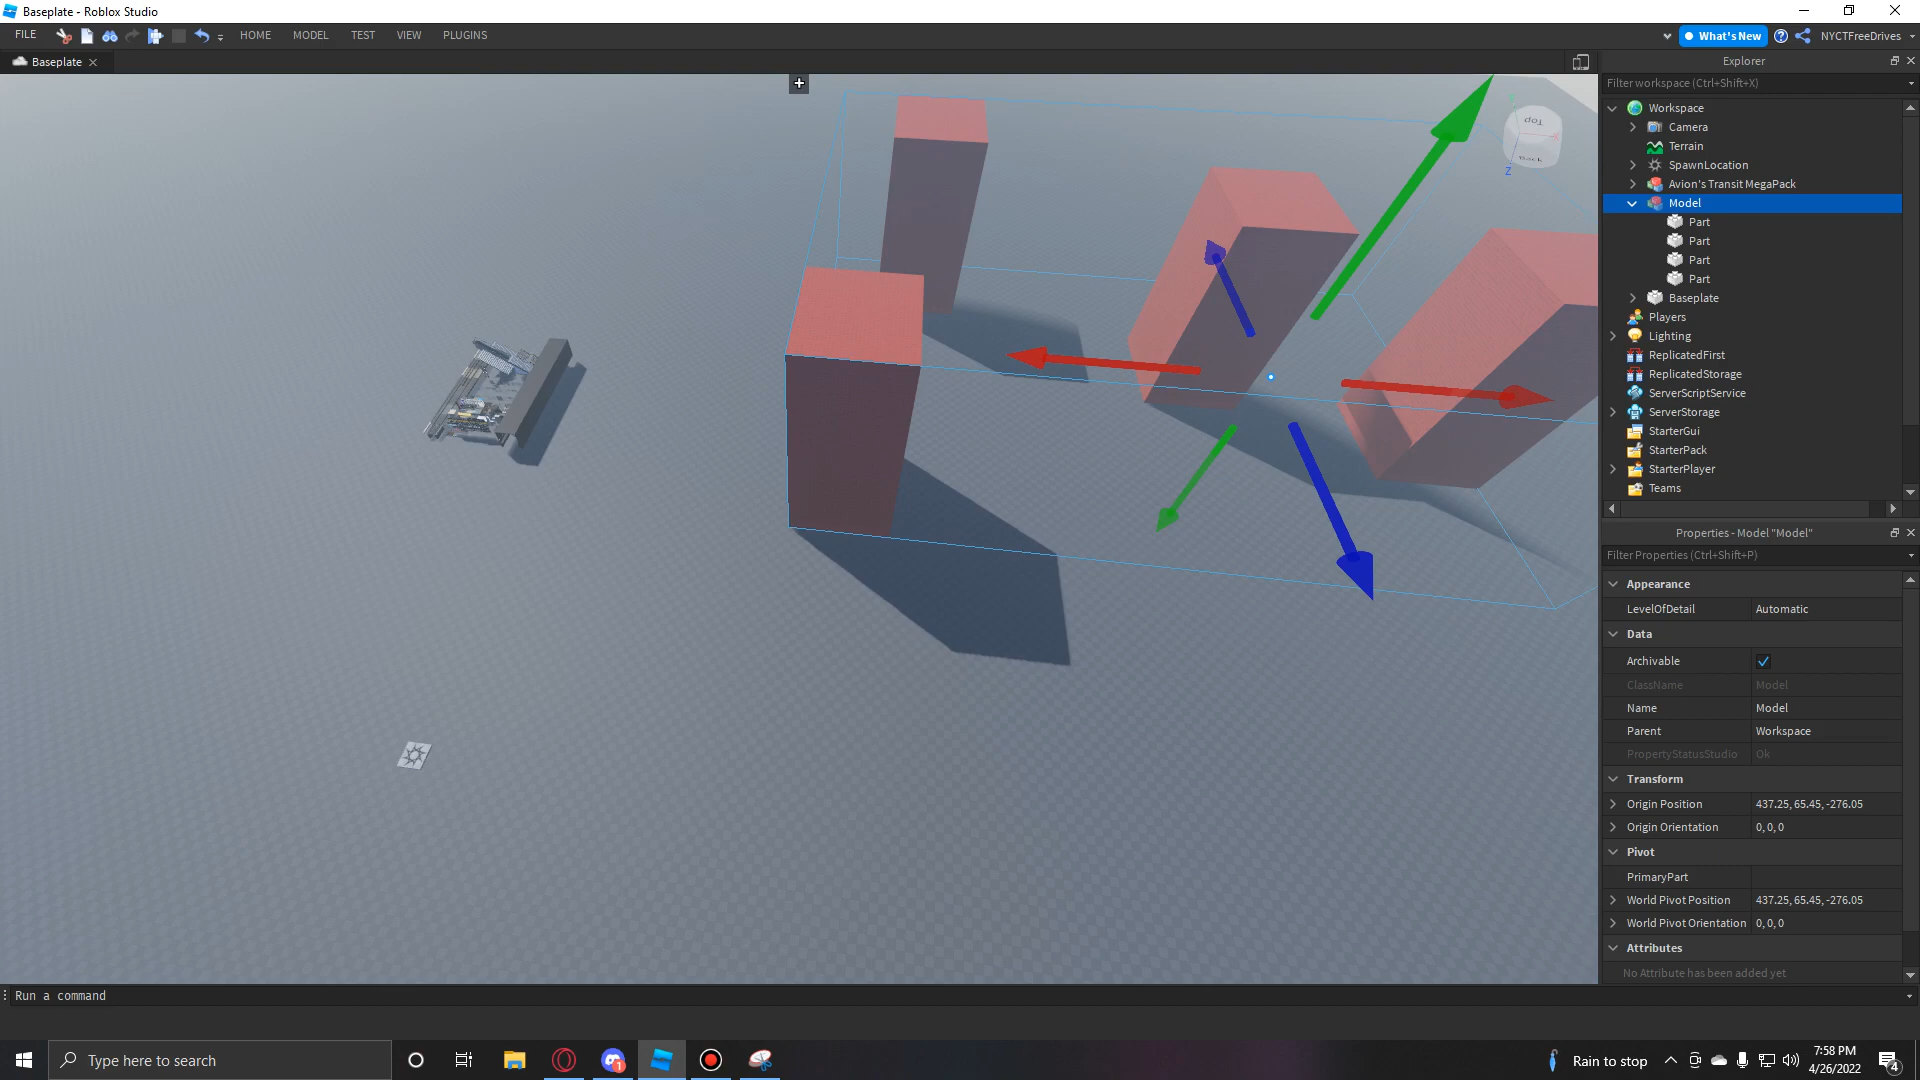 Baseplate - Roblox Studio
FILE HOME MODEL TEST VIEW PLUGINS What's New NYCTFreeDrives
Baseplate
Top
Back
X
Z
Explorer
Filter workspace (Ctrl+Shift+X)
Workspace
Camera
Terrain
SpawnLocation
Avion's Transit MegaPack
Model
Part
Part
Part
Part
Baseplate
Players
Lighting
ReplicatedFirst
ReplicatedStorage
ServerScriptService
ServerStorage
StarterGui
StarterPack
StarterPlayer
Teams
Properties - Model "Model"
Filter Properties (Ctrl+Shift+P)
Appearance
LevelOfDetail Automatic
Data
Archivable
ClassName Model
Name Model
Parent Workspace
PropertyStatusStudio Ok
Transform
Origin Position 437.25, 65.45, -276.05
Origin Orientation 0, 0, 0
Pivot
PrimaryPart
World Pivot Position 437.25, 65.45, -276.05
World Pivot Orientation 0, 0, 0
Attributes
No Attribute has been added yet
Run a command
Type here to search
1
Rain to stop
7:58 PM
4/26/2022
4